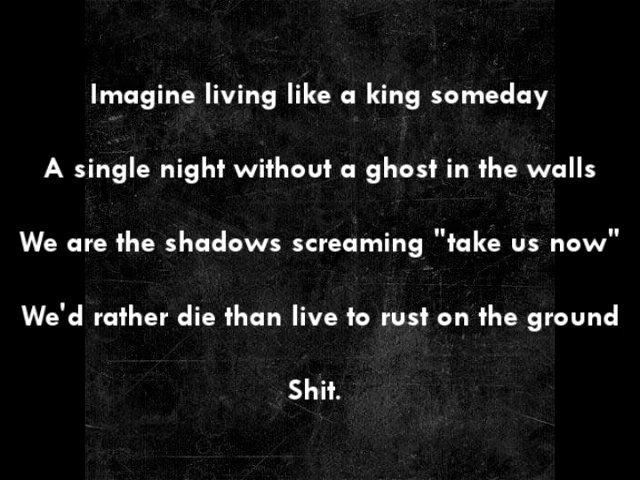 Imagine living like a king someday
A single night without a ghost in the walls
We are the shadows screaming "take us now"
We'd rather die than live to rust on the ground
Shit.